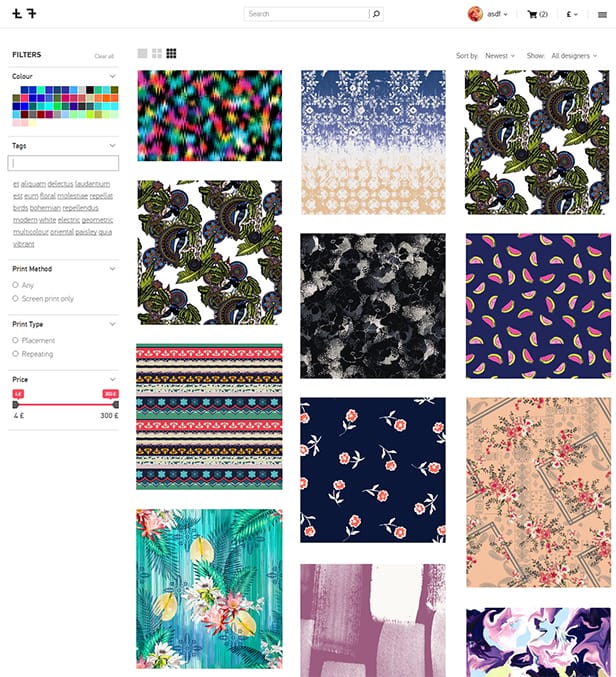 Search
asdf
(2)
£
FILTERS
Clear all
Sort by: Newest
Show: All designers
Colour
Tags
et aliquam delectus laudantium
est eum floral molestiae repellat
birds bohemian repellendus
modern white electric geometric
multicolour oriental paisley quia
vibrant
Print Method
Any
Screen print only
Print Type
Placement
Repeating
Price
4 £ 300 £
4 £ 300 £